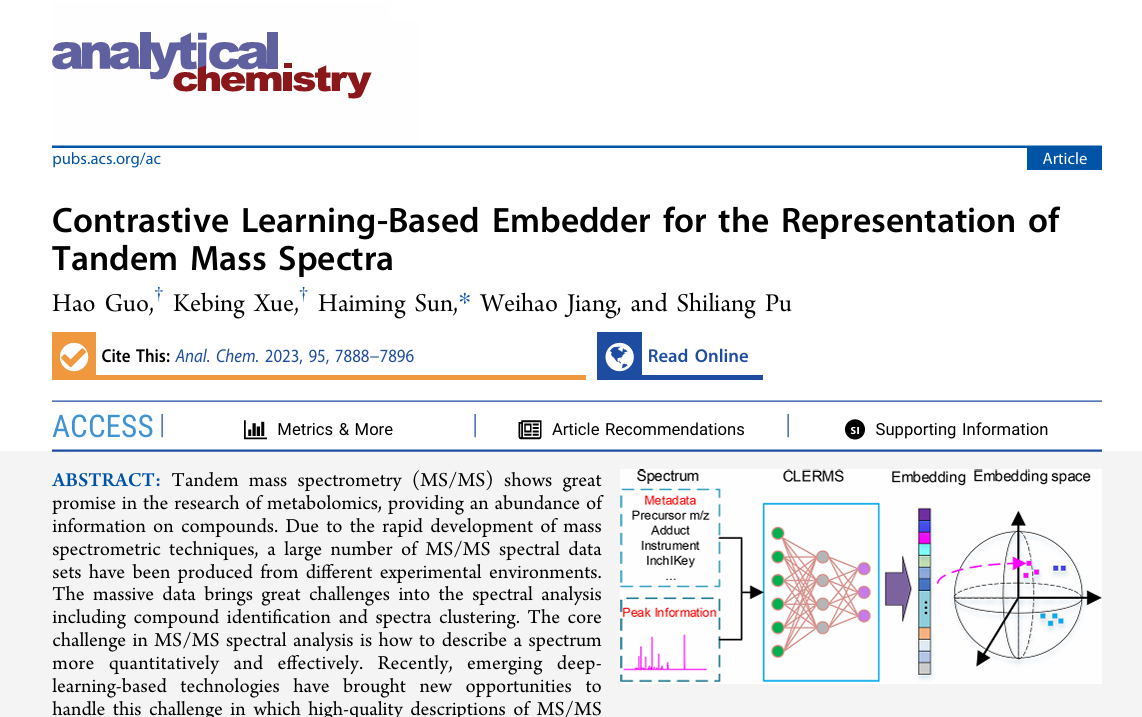 analytical
chemistry
pubs.acs.org/ac
Article
Contrastive Learning-Based Embedder for the Representation of
Tandem Mass Spectra
Hao Guo,† Kebing Xue,† Haiming Sun,* Weihao Jiang, and Shiliang Pu
Cite This: Anal. Chem. 2023, 95, 7888–7896
Read Online
ACCESS
Metrics & More
Article Recommendations
SI Supporting Information
ABSTRACT: Tandem mass spectrometry (MS/MS) shows great
promise in the research of metabolomics, providing an abundance of
information on compounds. Due to the rapid development of mass
spectrometric techniques, a large number of MS/MS spectral data
sets have been produced from different experimental environments.
The massive data brings great challenges into the spectral analysis
including compound identification and spectra clustering. The core
challenge in MS/MS spectral analysis is how to describe a spectrum
more quantitatively and effectively. Recently, emerging deep-
learning-based technologies have brought new opportunities to
handle this challenge in which high-quality descriptions of MS/MS
Spectrum
CLERMS
Embedding
Embedding space
Metadata
Precursor m/z
Adduct
Instrument
InchIKey
...
Peak Information